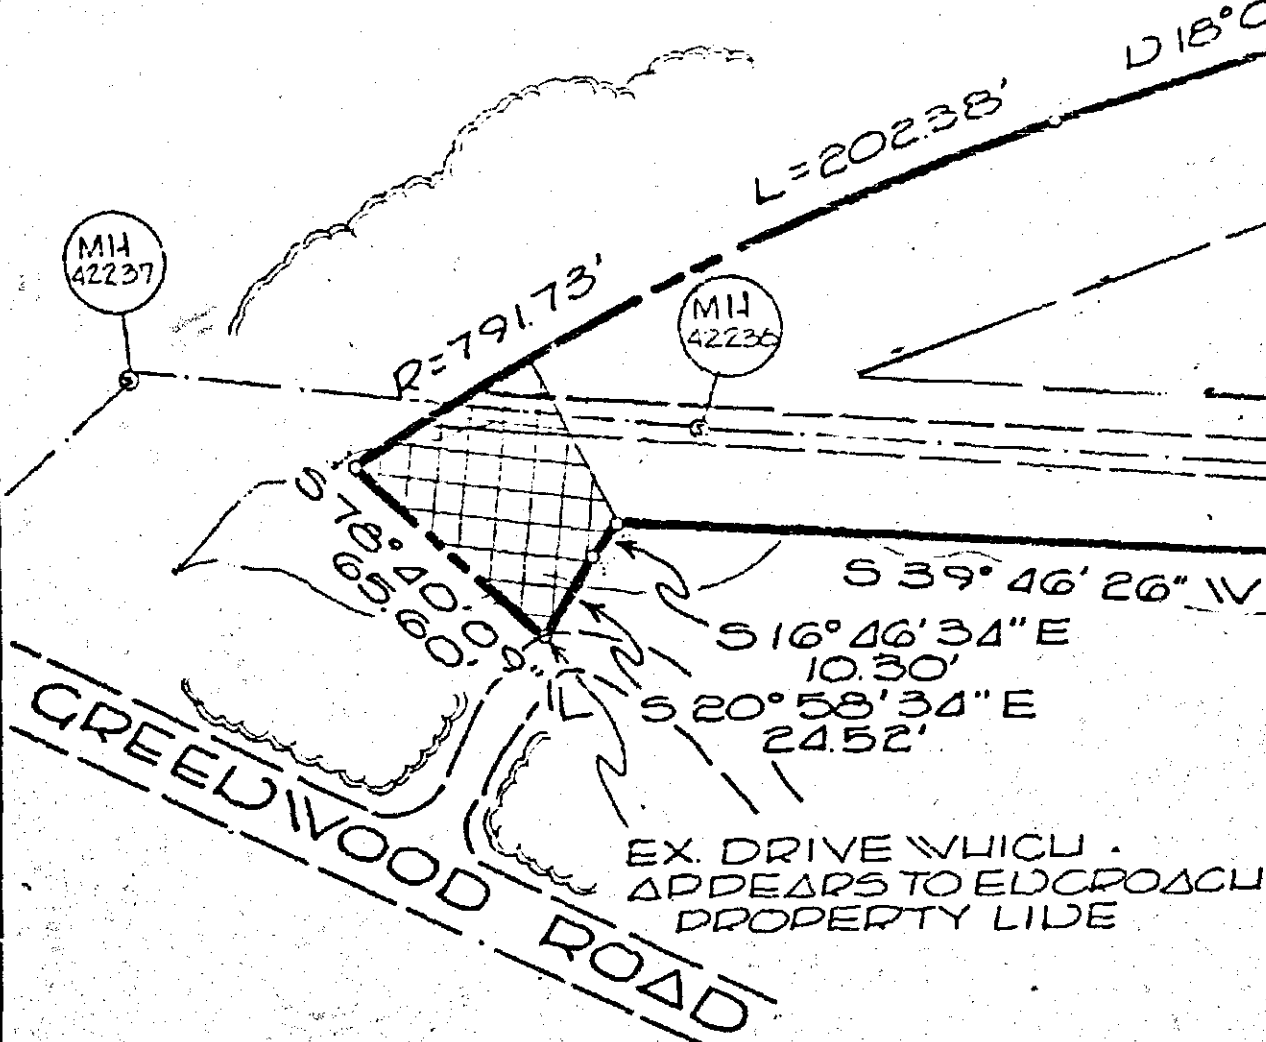 D 18°0
L=202.38'
R=791.73'
MH
42237
MH
42236
S 78° 40' 0
65.60'
S 39° 46' 26" W
S 16° 46' 34" E
10.30'
S 20° 58' 34" E
24.52'
GREENWOOD ROAD
EX. DRIVE WHICH
APPEARS TO ENCROACH
PROPERTY LINE